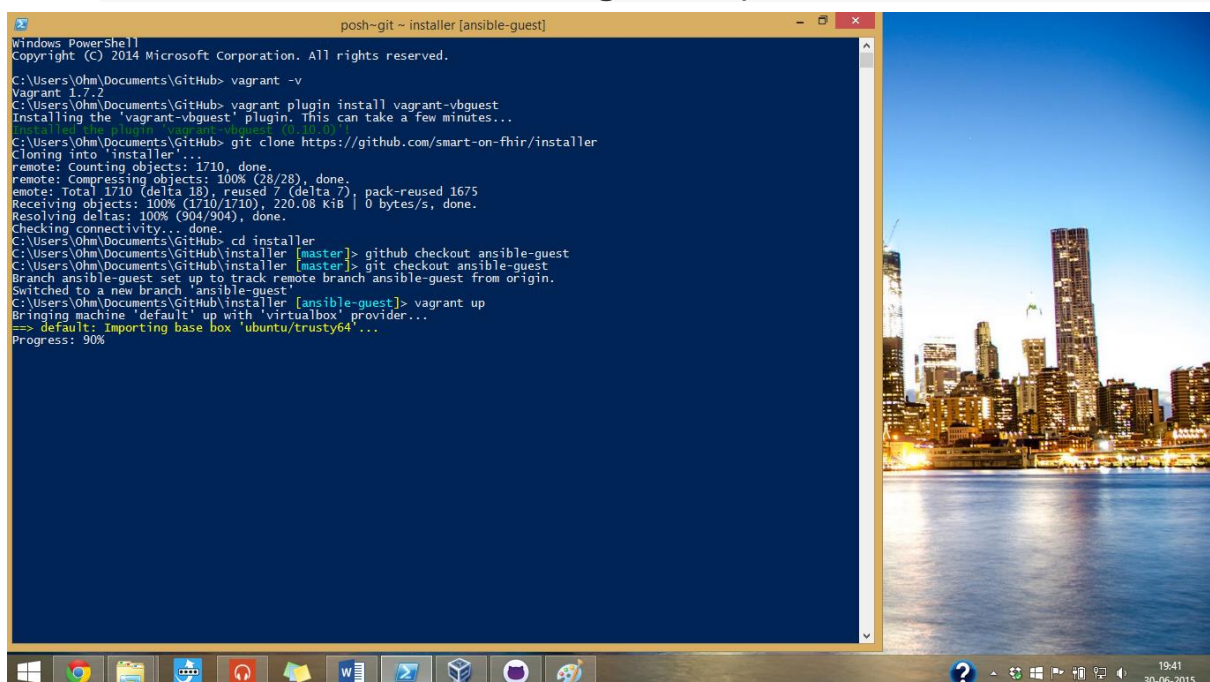 posh~git ~ installer [ansible-guest]
Windows PowerShell
Copyright (C) 2014 Microsoft Corporation. All rights reserved.
C:\Users\Ohm\Documents\GitHub> vagrant -v
Vagrant 1.7.2
C:\Users\Ohm\Documents\GitHub> vagrant plugin install vagrant-vbguest
Installing the 'vagrant-vbguest' plugin. This can take a few minutes...
Installed the plugin 'vagrant-vbguest (0.10.0)'!
C:\Users\Ohm\Documents\GitHub> git clone https://github.com/smart-on-fhir/installer
Cloning into 'installer'...
remote: Counting objects: 1710, done.
remote: Compressing objects: 100% (28/28), done.
emote: Total 1710 (delta 18), reused 7 (delta 7), pack-reused 1675
Receiving objects: 100% (1710/1710), 220.08 KiB | 0 bytes/s, done.
Resolving deltas: 100% (904/904), done.
Checking connectivity... done.
C:\Users\Ohm\Documents\GitHub> cd installer
C:\Users\Ohm\Documents\GitHub\installer [master]> github checkout ansible-guest
C:\Users\Ohm\Documents\GitHub\installer [master]> git checkout ansible-guest
Branch ansible-guest set up to track remote branch ansible-guest from origin.
Switched to a new branch 'ansible-guest'
C:\Users\Ohm\Documents\GitHub\installer [ansible-guest]> vagrant up
Bringing machine 'default' up with 'virtualbox' provider...
==> default: Importing base box 'ubuntu/trusty64'...
Progress: 90%
19:41
30-06-2015